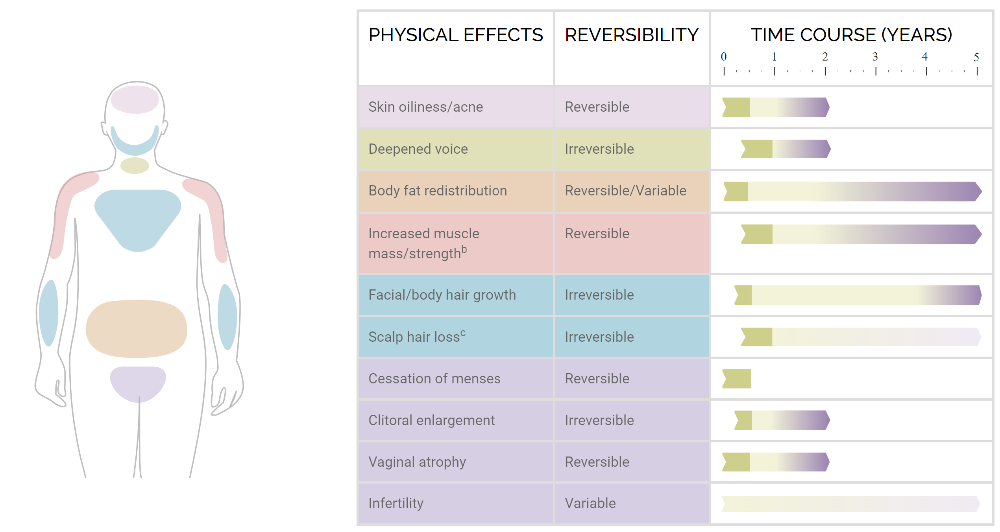 PHYSICAL EFFECTS REVERSIBILITY TIME COURSE (YEARS)
0 1 2 3 4 5
Skin oiliness/acne Reversible
Deepened voice Irreversible
Body fat redistribution Reversible/Variable
Increased muscle Reversible
mass/strengthᵇ
Facial/body hair growth Irreversible
Scalp hair lossᶜ Irreversible
Cessation of menses Reversible
Clitoral enlargement Irreversible
Vaginal atrophy Reversible
Infertility Variable